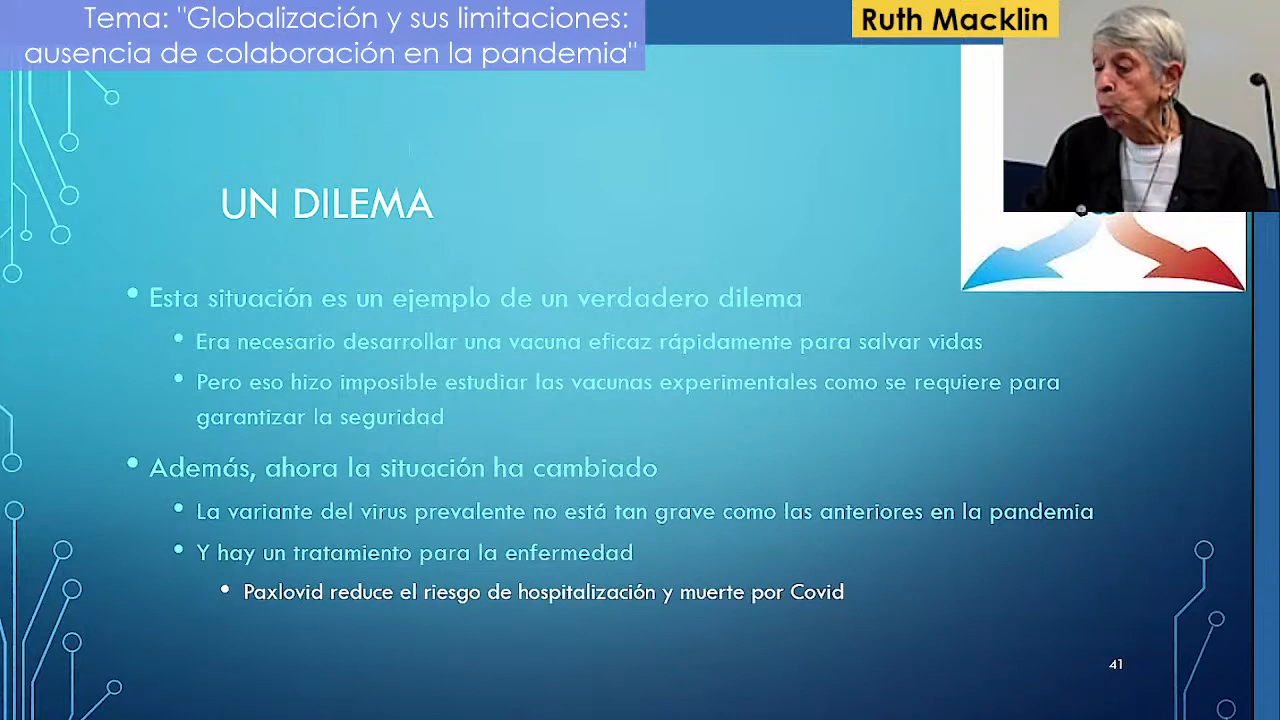 Tema: "Globalización y sus limitaciones:
ausencia de colaboración en la pandemia"
Ruth Macklin
UN DILEMA
• Esta situación es un ejemplo de un verdadero dilema
• Era necesario desarrollar una vacuna eficaz rápidamente para salvar vidas
• Pero eso hizo imposible estudiar las vacunas experimentales como se requiere para
garantizar la seguridad
• Además, ahora la situación ha cambiado
• La variante del virus prevalente no está tan grave como las anteriores en la pandemia
• Y hay un tratamiento para la enfermedad
• Paxlovid reduce el riesgo de hospitalización y muerte por Covid
41